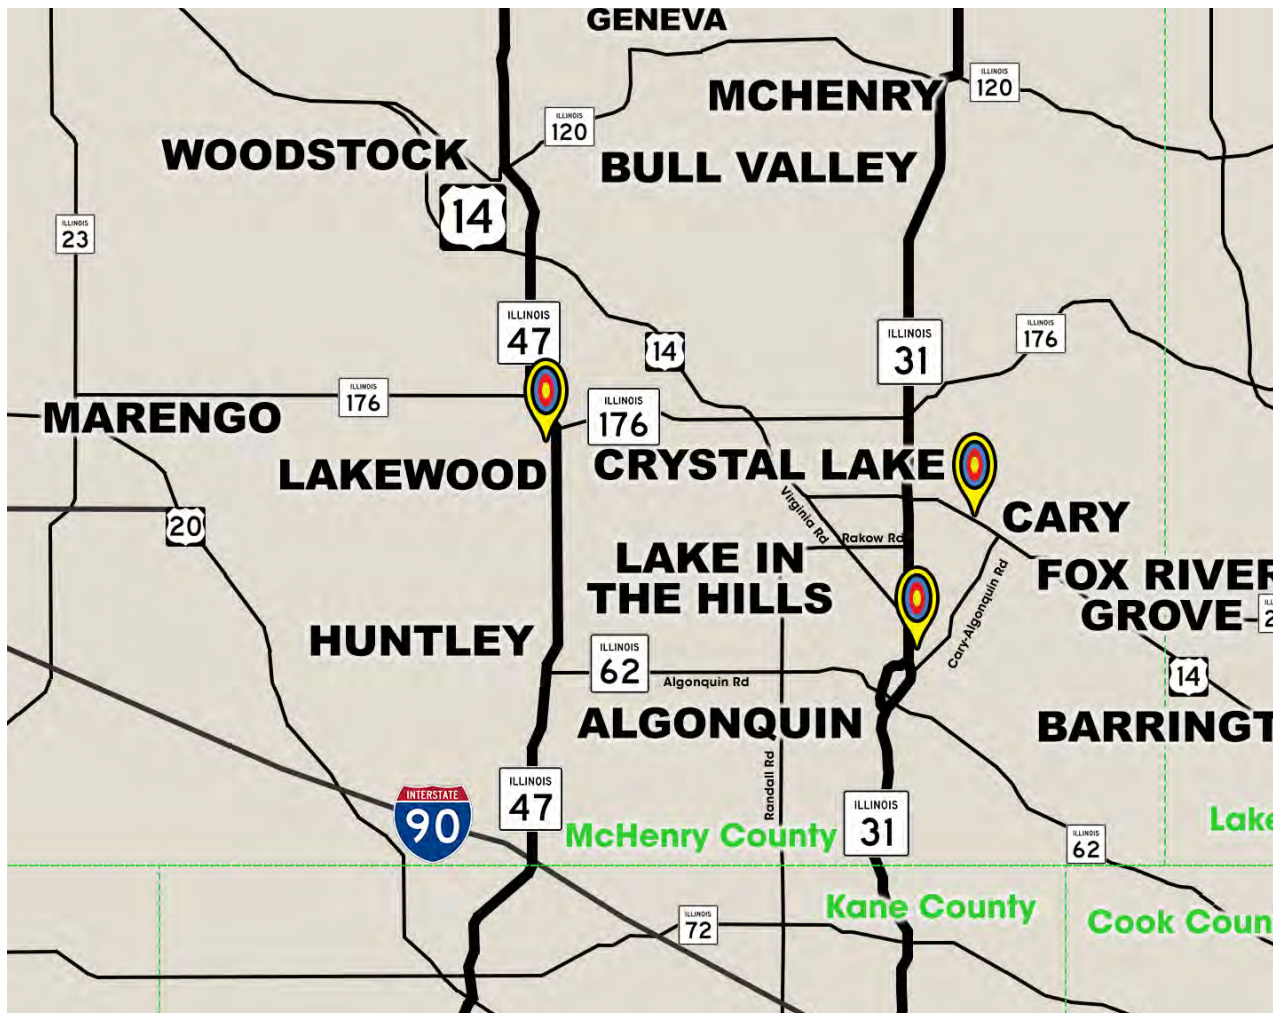 GENEVA
MCHENRY
ILLINOIS
120
ILLINOIS
120
WOODSTOCK
BULL VALLEY
14
ILLINOIS
23
ILLINOIS
47
ILLINOIS
31
ILLINOIS
176
14
ILLINOIS
176
ILLINOIS
176
MARENGO
LAKEWOOD
CRYSTAL LAKE
CARY
20
Virginia Rd
Rakow Rd
LAKE IN
THE HILLS
FOX RIVER
GROVE
ILL
2
Cary-Algonquin Rd
HUNTLEY
ILLINOIS
62
Algonquin Rd
14
ALGONQUIN
BARRINGT
Randall Rd
INTERSTATE
90
ILLINOIS
47
McHenry County
ILLINOIS
31
Lake
ILLINOIS
62
Kane County
Cook Coun
ILLINOIS
72